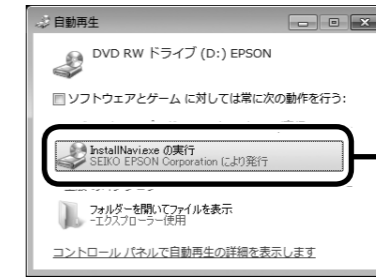 自動再生
DVD RW ドライブ (D:) EPSON
ソフトウェアとゲーム に対しては常に次の動作を行う:
InstallNavi.exe の実行
SEIKO EPSON Corporation により発行
フォルダーを開いてファイルを表示
-エクスプローラー使用
コントロール パネルで自動再生の詳細を表示します